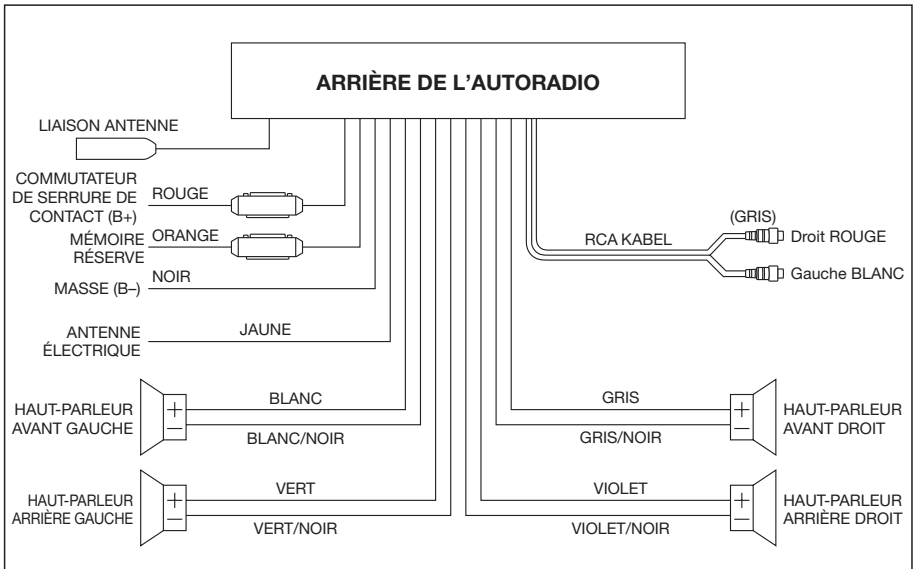 ARRIÈRE DE L'AUTORADIO
LIAISON ANTENNE
COMMUTATEUR
DE SERRURE DE
CONTACT (B+)
ROUGE
MÉMOIRE
RÉSERVE
ORANGE
MASSE (B–)
NOIR
ANTENNE
ÉLECTRIQUE
JAUNE
HAUT-PARLEUR
AVANT GAUCHE
+
–
BLANC
BLANC/NOIR
HAUT-PARLEUR
ARRIÈRE GAUCHE
+
–
VERT
VERT/NOIR
RCA KABEL
(GRIS)
Droit ROUGE
Gauche BLANC
GRIS
GRIS/NOIR
+
–
HAUT-PARLEUR
AVANT DROIT
VIOLET
VIOLET/NOIR
+
–
HAUT-PARLEUR
ARRIÈRE DROIT